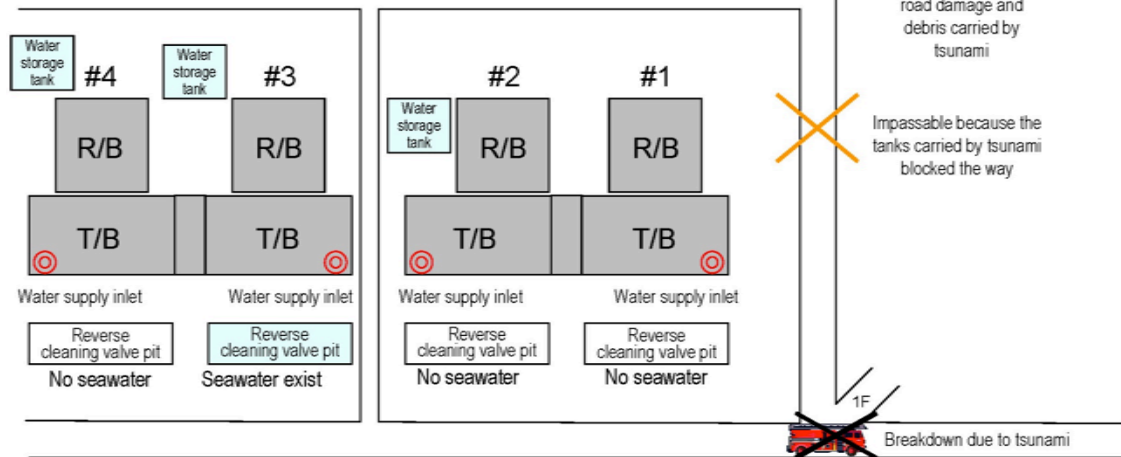 road damage and
debris carried by
tsunami
Water
storage
tank
#4
Water
storage
tank
#3
Water
storage
tank
#2
#1
R/B
R/B
R/B
R/B
Impassable because the
tanks carried by tsunami
blocked the way
T/B
T/B
T/B
T/B
Water supply inlet
Water supply inlet
Water supply inlet
Water supply inlet
Reverse
cleaning valve pit
Reverse
cleaning valve pit
Reverse
cleaning valve pit
Reverse
cleaning valve pit
No seawater
Seawater exist
No seawater
No seawater
1F
Breakdown due to tsunami